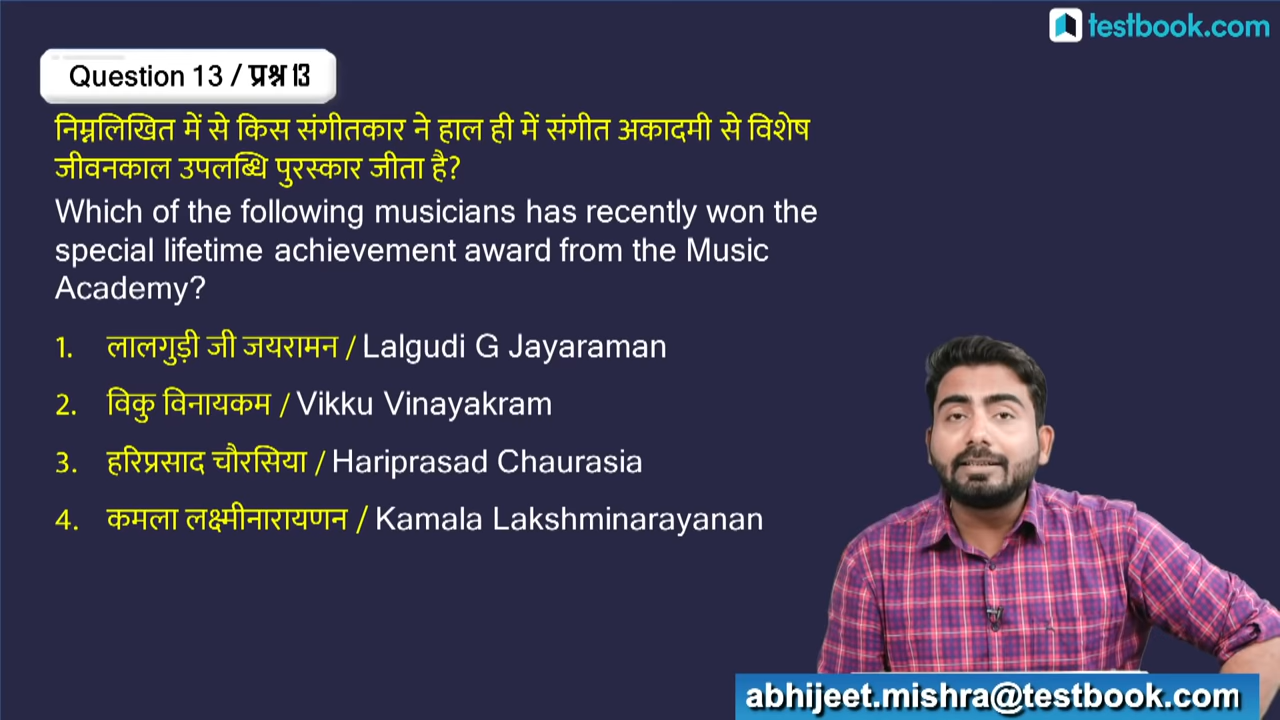 testbook.com
Question 13 / प्रश्न 13
निम्नलिखित में से किस संगीतकार ने हाल ही में संगीत अकादमी से विशेष
जीवनकाल उपलब्धि पुरस्कार जीता है?
Which of the following musicians has recently won the
special lifetime achievement award from the Music
Academy?
1. लालगुड़ी जी जयरामन / Lalgudi G Jayaraman
2. विकु विनायकम / Vikku Vinayakram
3. हरिप्रसाद चौरसिया / Hariprasad Chaurasia
4. कमला लक्ष्मीनारायणन / Kamala Lakshminarayanan
abhijeet.mishra@testbook.com